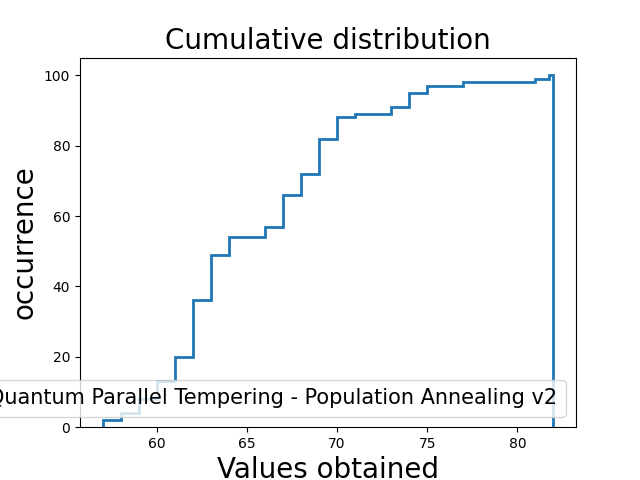 Cumulative distribution
100
80
60
40
20
0
occurrence
Quantum Parallel Tempering - Population Annealing v2
60 65 70 75 80
Values obtained